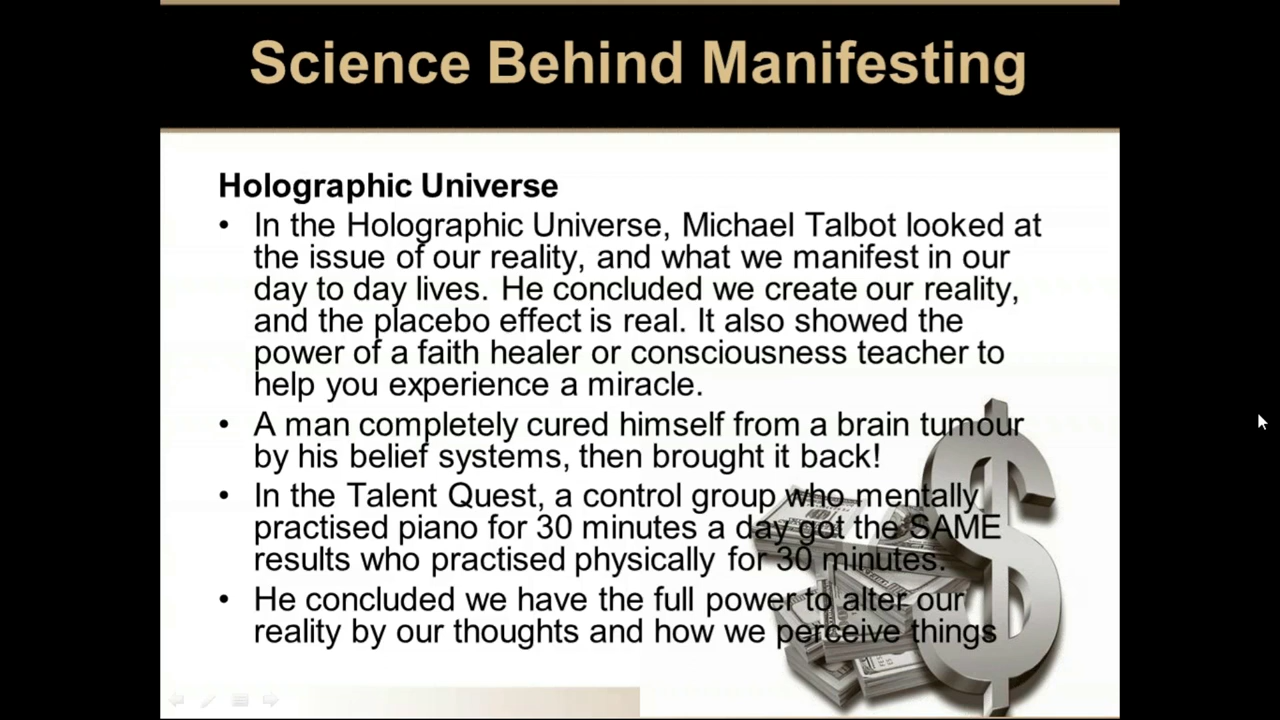 Science Behind Manifesting
Holographic Universe
• In the Holographic Universe, Michael Talbot looked at
the issue of our reality, and what we manifest in our
day to day lives. He concluded we create our reality,
and the placebo effect is real. It also showed the
power of a faith healer or consciousness teacher to
help you experience a miracle.
• A man completely cured himself from a brain tumour
by his belief systems, then brought it back!
• In the Talent Quest, a control group who mentally
practised piano for 30 minutes a day got the SAME
results who practised physically for 30 minutes.
• He concluded we have the full power to alter our
reality by our thoughts and how we perceive things